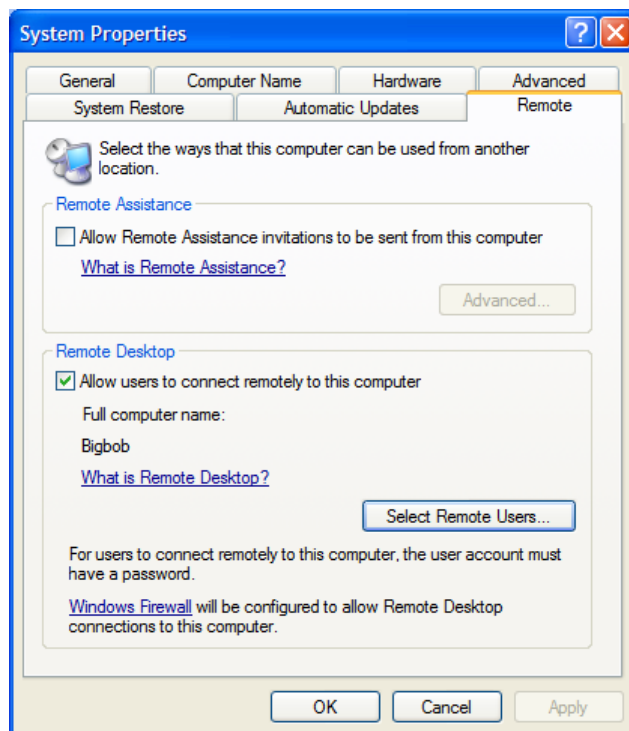 System Properties
General Computer Name Hardware Advanced
System Restore Automatic Updates Remote
Select the ways that this computer can be used from another
location.
Remote Assistance
Allow Remote Assistance invitations to be sent from this computer
What is Remote Assistance?
Advanced...
Remote Desktop
Allow users to connect remotely to this computer
Full computer name:
Bigbob
What is Remote Desktop?
Select Remote Users...
For users to connect remotely to this computer, the user account must
have a password.
Windows Firewall will be configured to allow Remote Desktop
connections to this computer.
OK Cancel Apply